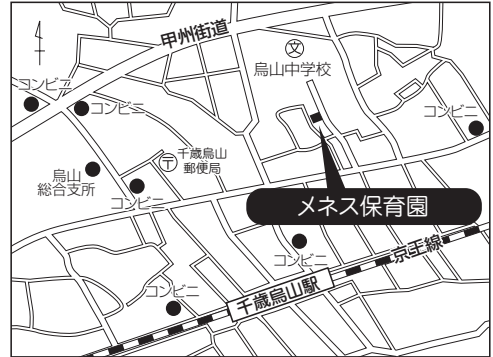 甲州街道
文
烏山中学校
コンビニ
コンビニ
コンビニ
〒
千歳烏山
郵便局
烏山
総合支所
コンビニ
メネス保育園
コンビニ
京王線
コンビニ
千歳烏山駅